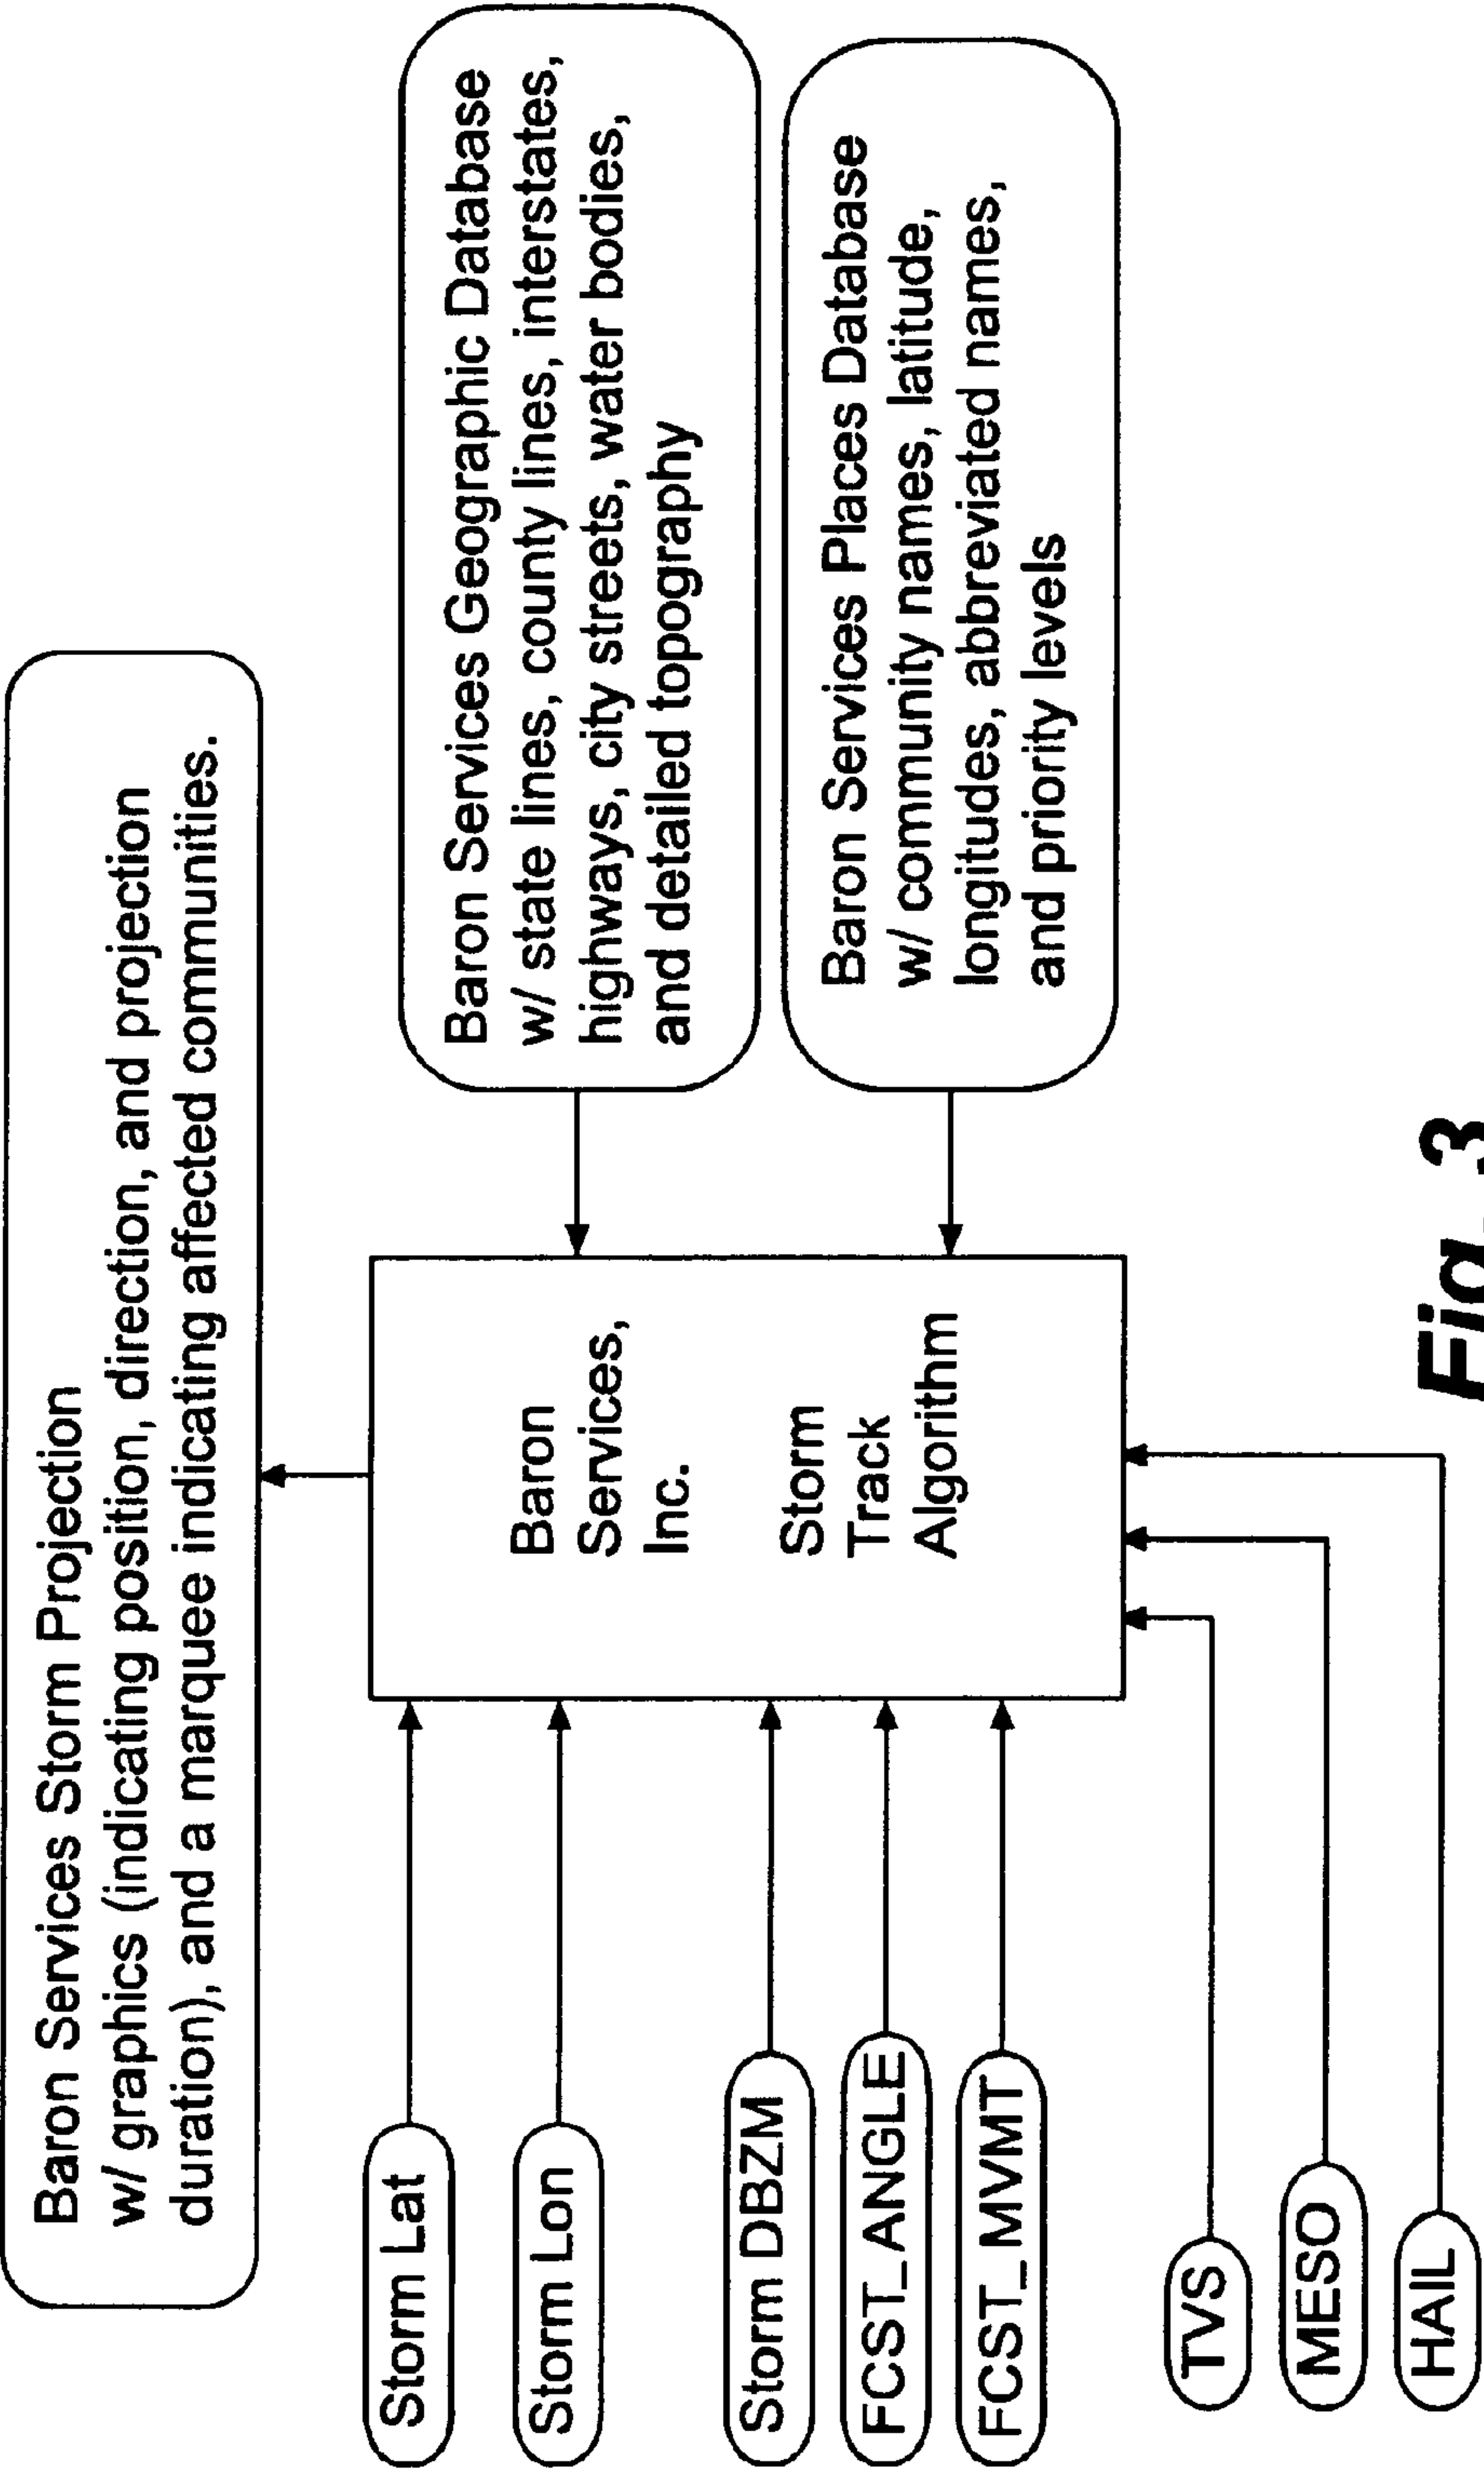 Baron Services Storm Projection
w/ graphics (indicating position, direction, and projection
duration), and a marquee indicating affected communities.
Storm Lat
Storm Lon
Storm DBZM
FCST_ANGLE
FCST_MVMT
TVS
MESO
HAIL
Baron
Services,
Inc.
Storm
Track
Algorithm
Baron Services Geographic Database
w/ state lines, county lines, interstates,
highways, city streets, water bodies,
and detailed topography
Baron Services Places Database
w/ community names, latitude,
longitudes, abbreviated names,
and priority levels
Fig. 3